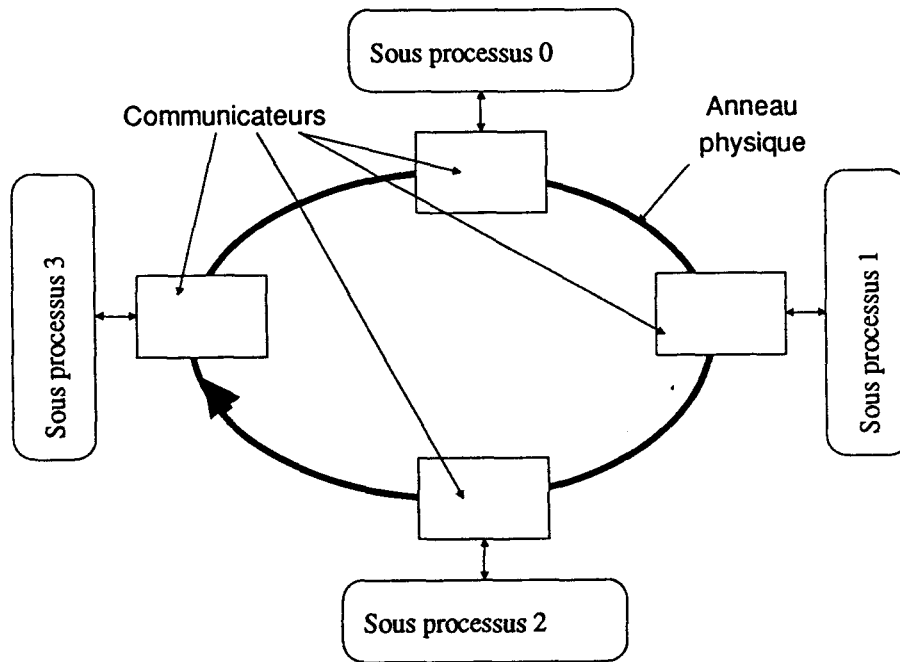 Sous processus 0
Communicateurs
Anneau
physique
Sous processus 3
Sous processus 1
Sous processus 2